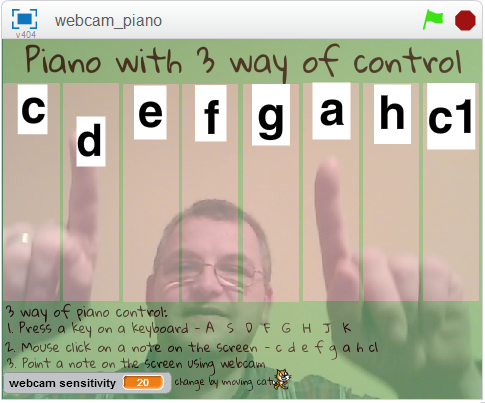 webcam_piano
v404
Piano with 3 way of control
c d e f g a h c1
3 way of piano control:
1. Press a key on a keyboard - A S D F G H J K
2. Mouse click on a note on the screen - c d e f g a h c1
3. Point a note on the screen using webcam
webcam sensitivity 20 change by moving cat